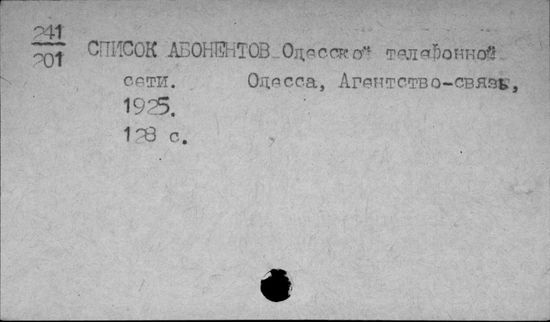 241
201
СПИСОК АБОНЕНТОВ Одесской телефонной
сети. Одесса, Агентство-связь,
1925.
128 с.